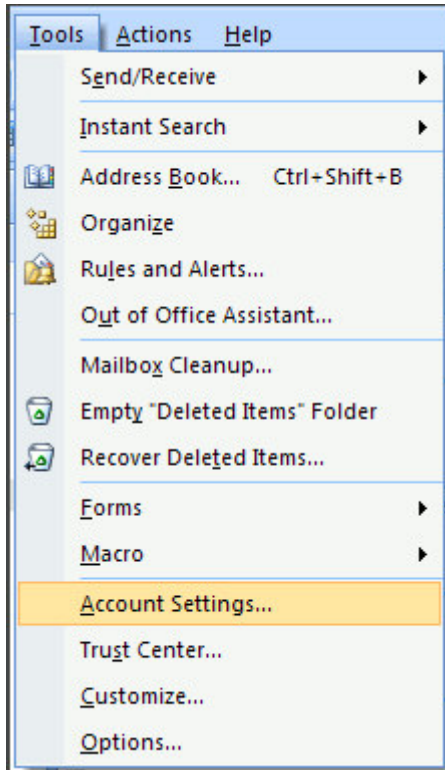 Tools Actions Help
Send/Receive
Instant Search
Address Book... Ctrl+Shift+B
Organize
Rules and Alerts...
Out of Office Assistant...
Mailbox Cleanup...
Empty "Deleted Items" Folder
Recover Deleted Items...
Forms
Macro
Account Settings...
Trust Center...
Customize...
Options...